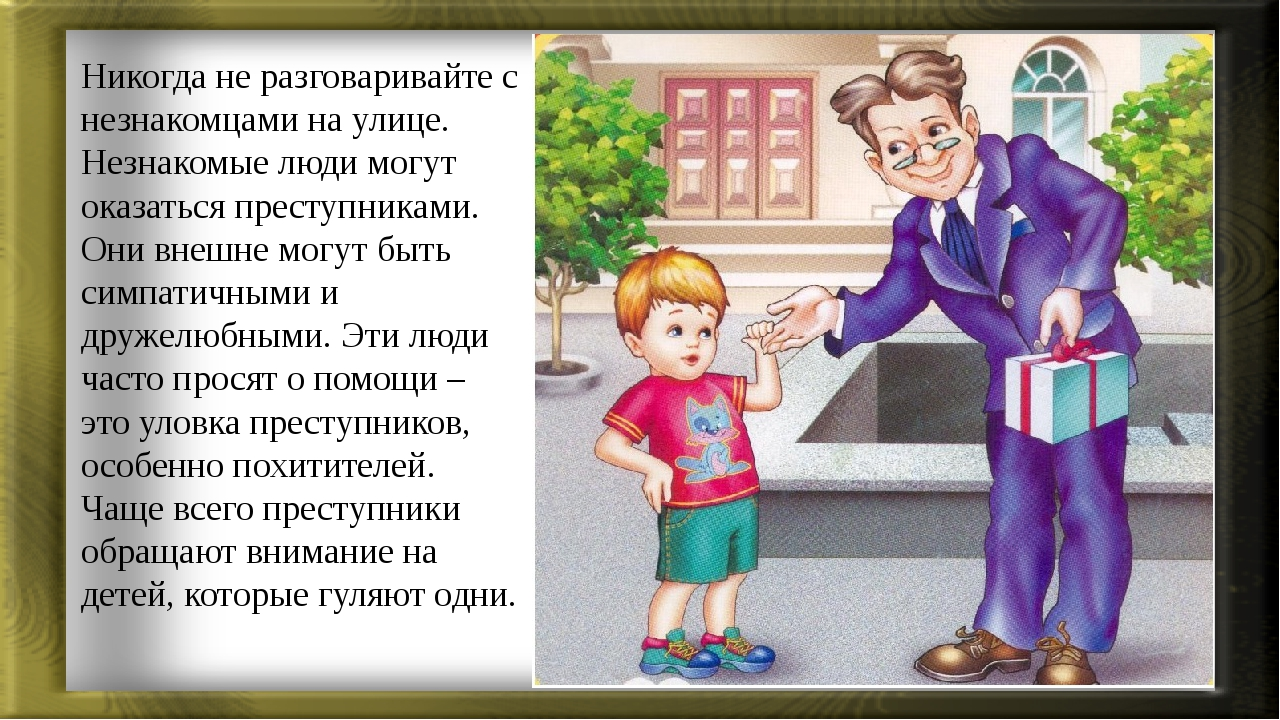 Никогда не разговаривайте с
незнакомцами на улице.
Незнакомые люди могут
оказаться преступниками.
Они внешне могут быть
симпатичными и
дружелюбными. Эти люди
часто просят о помощи –
это уловка преступников,
особенно похитителей.
Чаще всего преступники
обращают внимание на
детей, которые гуляют одни.